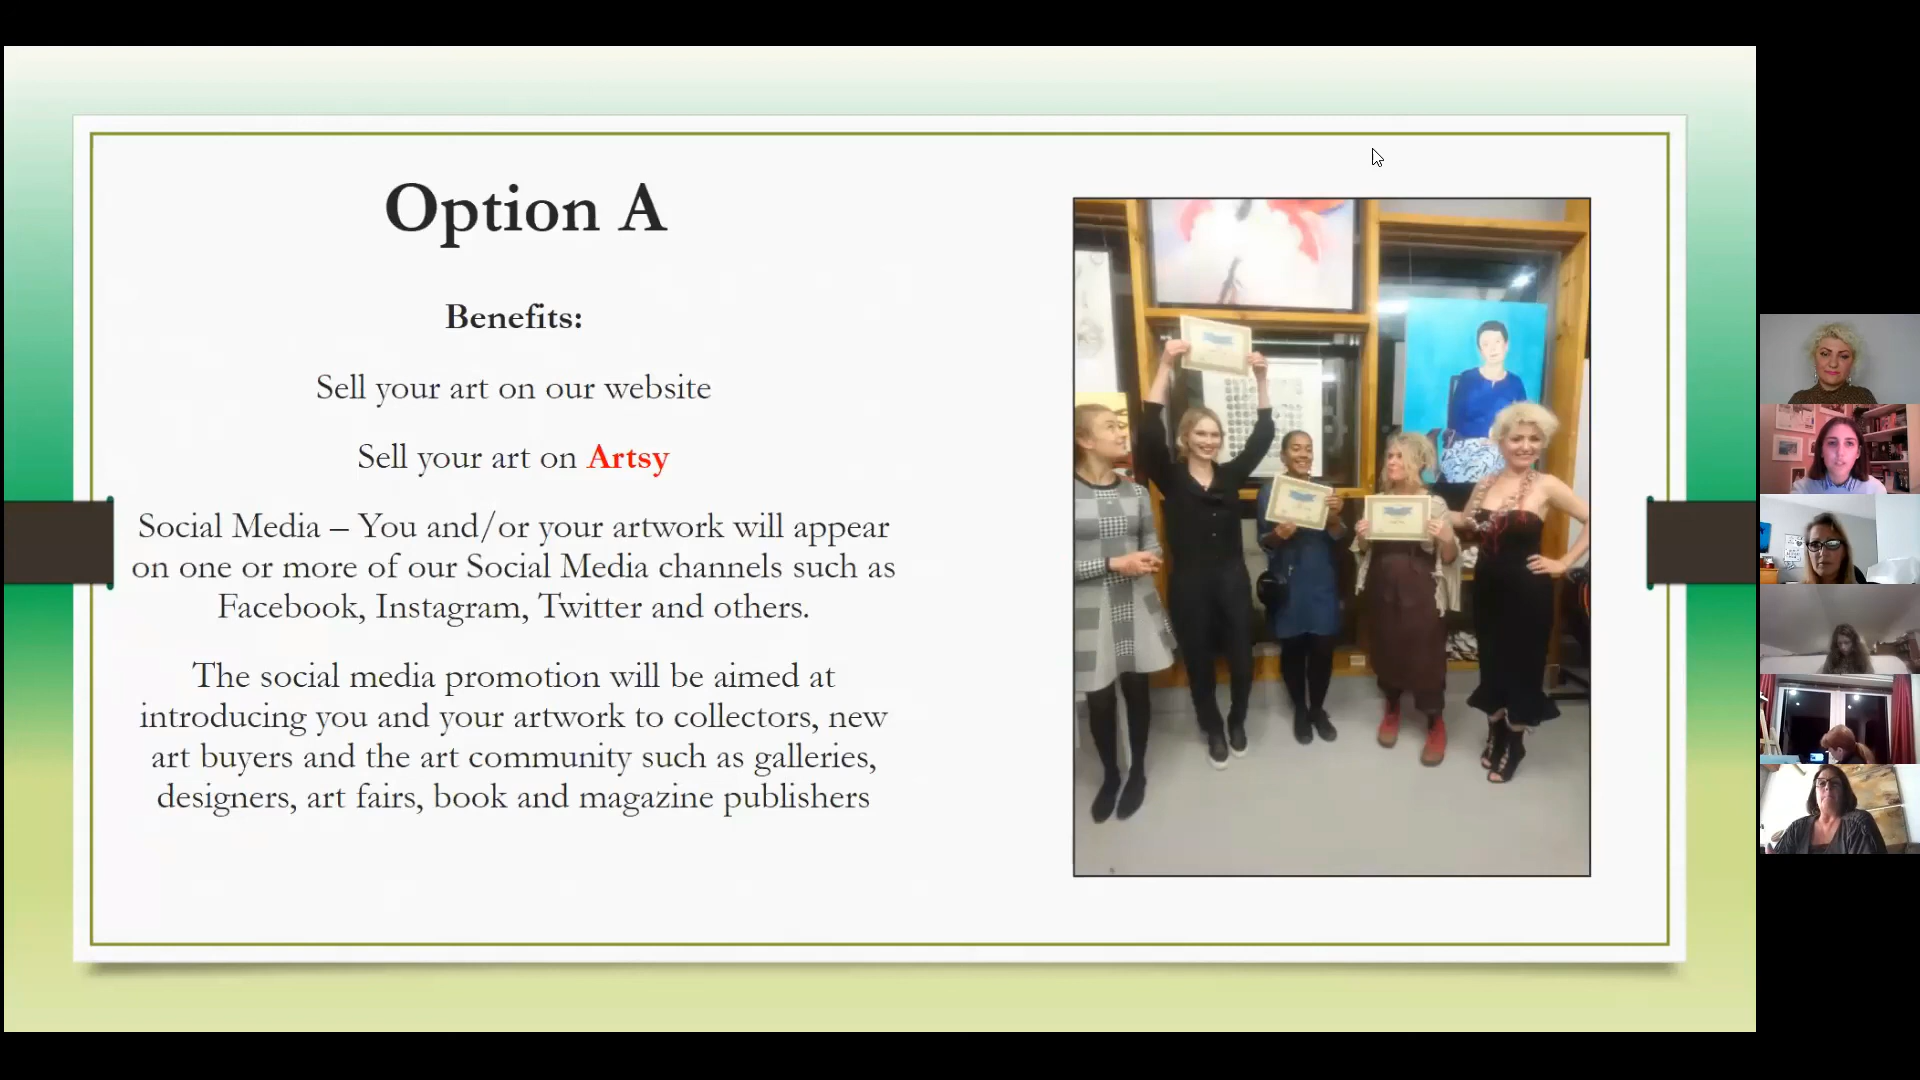 Option A
Benefits:
Sell your art on our website
Sell your art on Artsy
Social Media – You and/or your artwork will appear
on one or more of our Social Media channels such as
Facebook, Instagram, Twitter and others.
The social media promotion will be aimed at
introducing you and your artwork to collectors, new
art buyers and the art community such as galleries,
designers, art fairs, book and magazine publishers